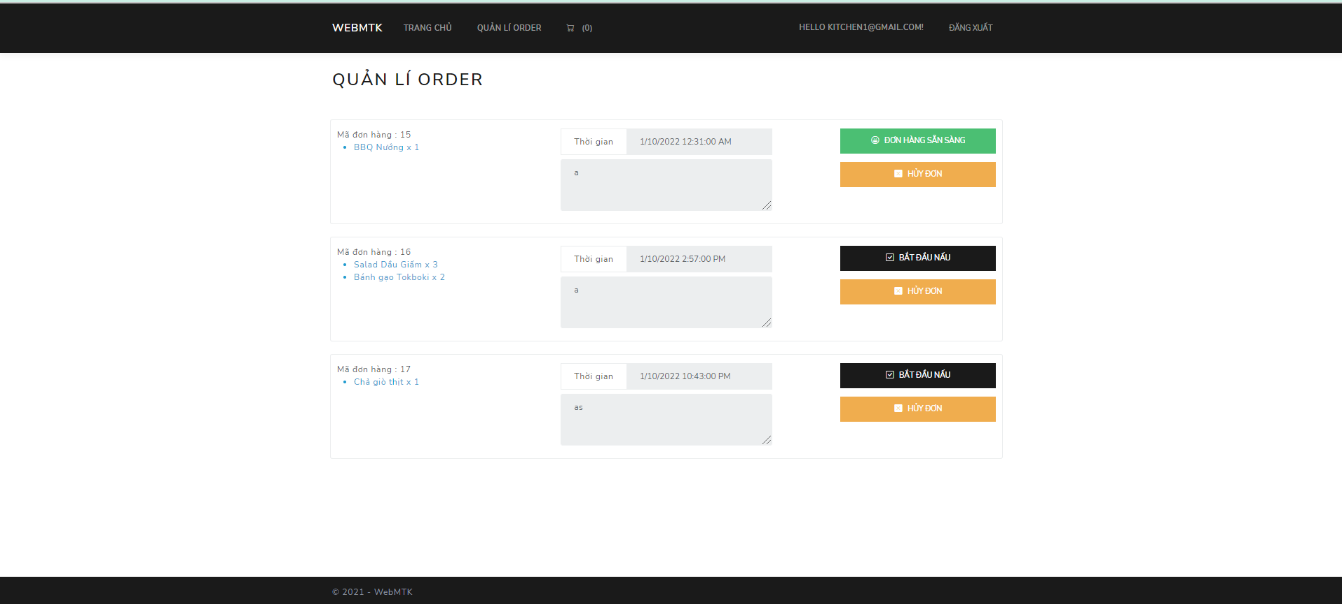 WEBMTK TRANG CHỦ QUẢN LÍ ORDER (0) HELLO KITCHEN1@GMAIL.COM! ĐĂNG XUẤT
QUẢN LÍ ORDER
Mã đơn hàng : 15
BBQ Nướng x 1
Thời gian 1/10/2022 12:31:00 AM
a
ĐƠN HÀNG SẴN SÀNG
HỦY ĐƠN
Mã đơn hàng : 16
Salad Dầu Giấm x 3
Bánh gạo Tokboki x 2
Thời gian 1/10/2022 2:57:00 PM
a
BẮT ĐẦU NẤU
HỦY ĐƠN
Mã đơn hàng : 17
Chả giò thịt x 1
Thời gian 1/10/2022 10:43:00 PM
as
BẮT ĐẦU NẤU
HỦY ĐƠN
© 2021 - WebMTK